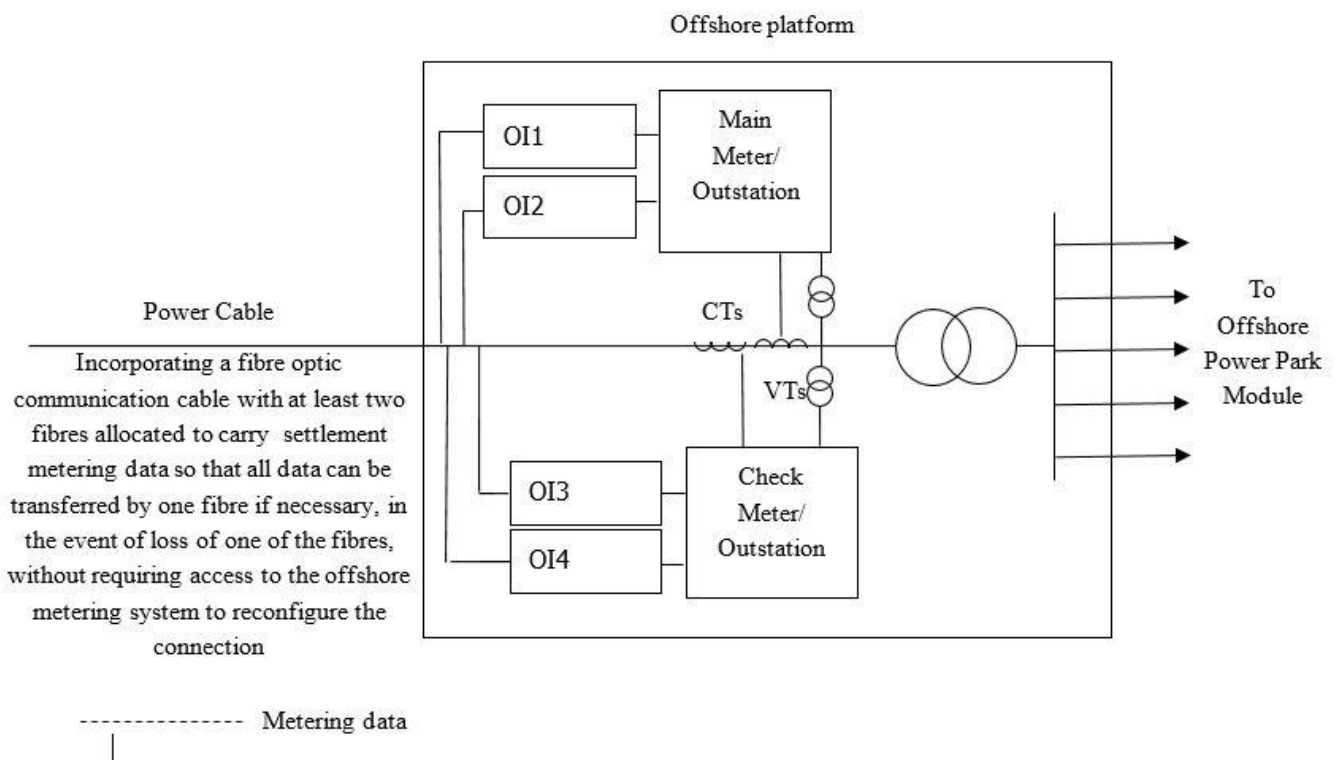 Offshore platform
OI1
OI2
Main
Meter/
Outstation
Power Cable
Incorporating a fibre optic
communication cable with at least two
fibres allocated to carry settlement
metering data so that all data can be
transferred by one fibre if necessary, in
the event of loss of one of the fibres,
without requiring access to the offshore
metering system to reconfigure the
connection
CTs
VTs
To
Offshore
Power Park
Module
OI3
OI4
Check
Meter/
Outstation
Metering data